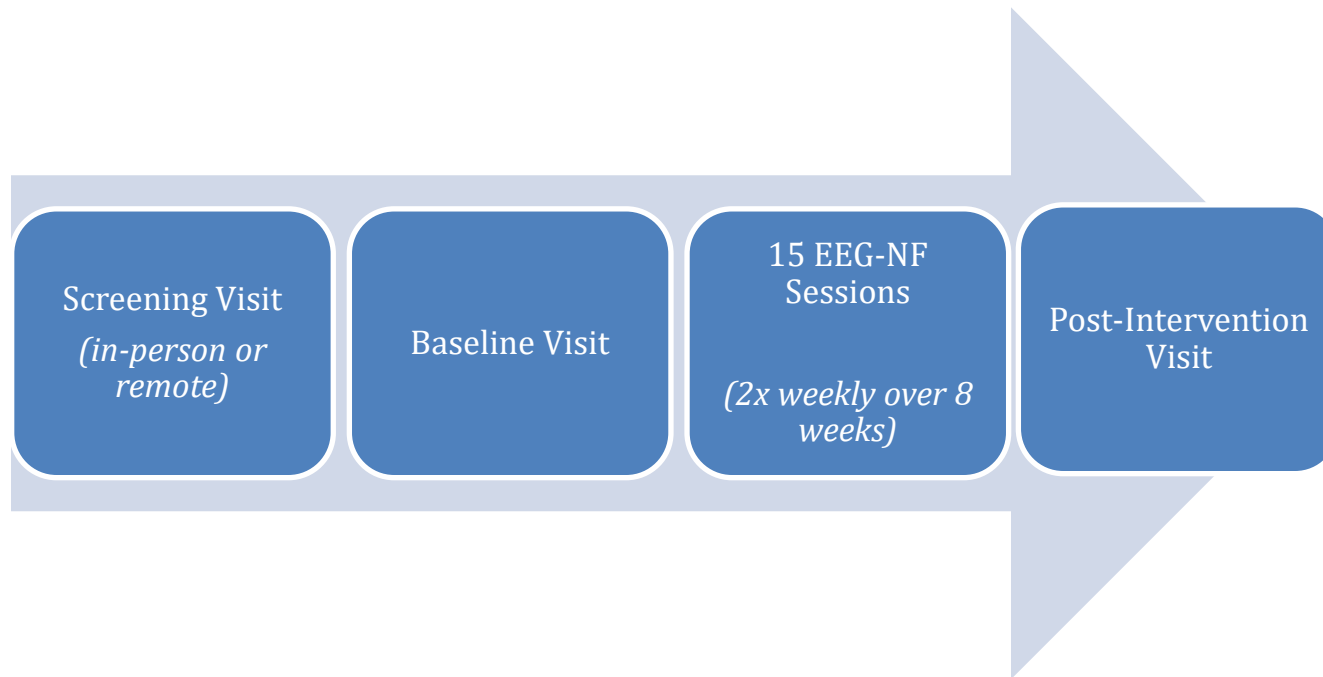 Screening Visit
(in-person or
remote)
Baseline Visit
15 EEG-NF
Sessions
(2x weekly over 8
weeks)
Post-Intervention
Visit